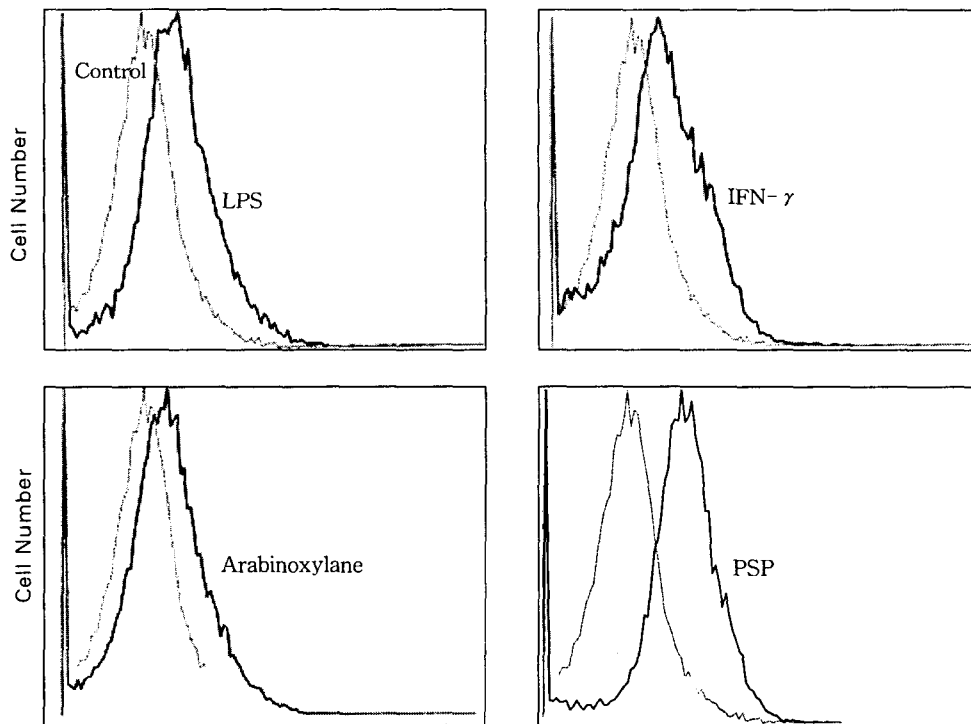 Control
LPS
Cell Number
IFN-γ
Arabinoxylane
Cell Number
PSP